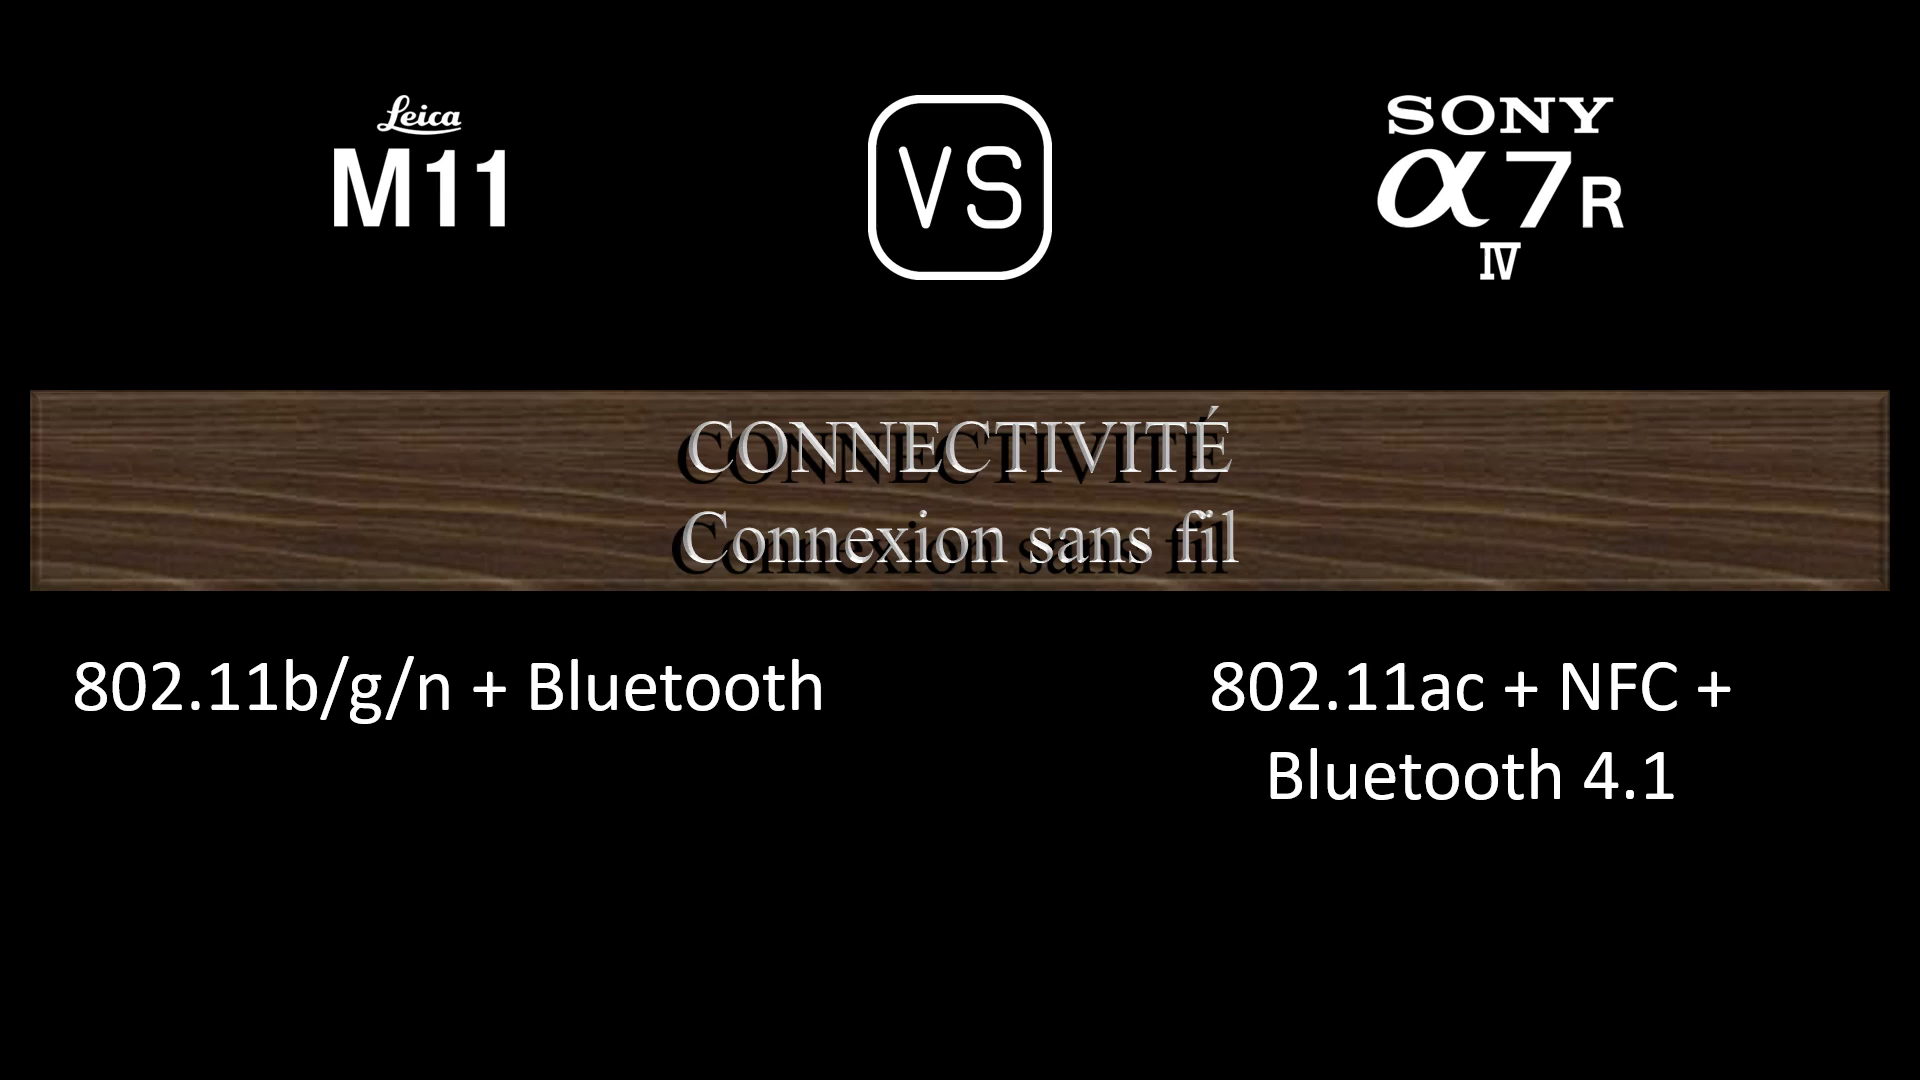 Leica
M11
VS
SONY
α7R
IV
CONNECTIVITÉ
Connexion sans fil
802.11b/g/n + Bluetooth
802.11ac + NFC +
Bluetooth 4.1